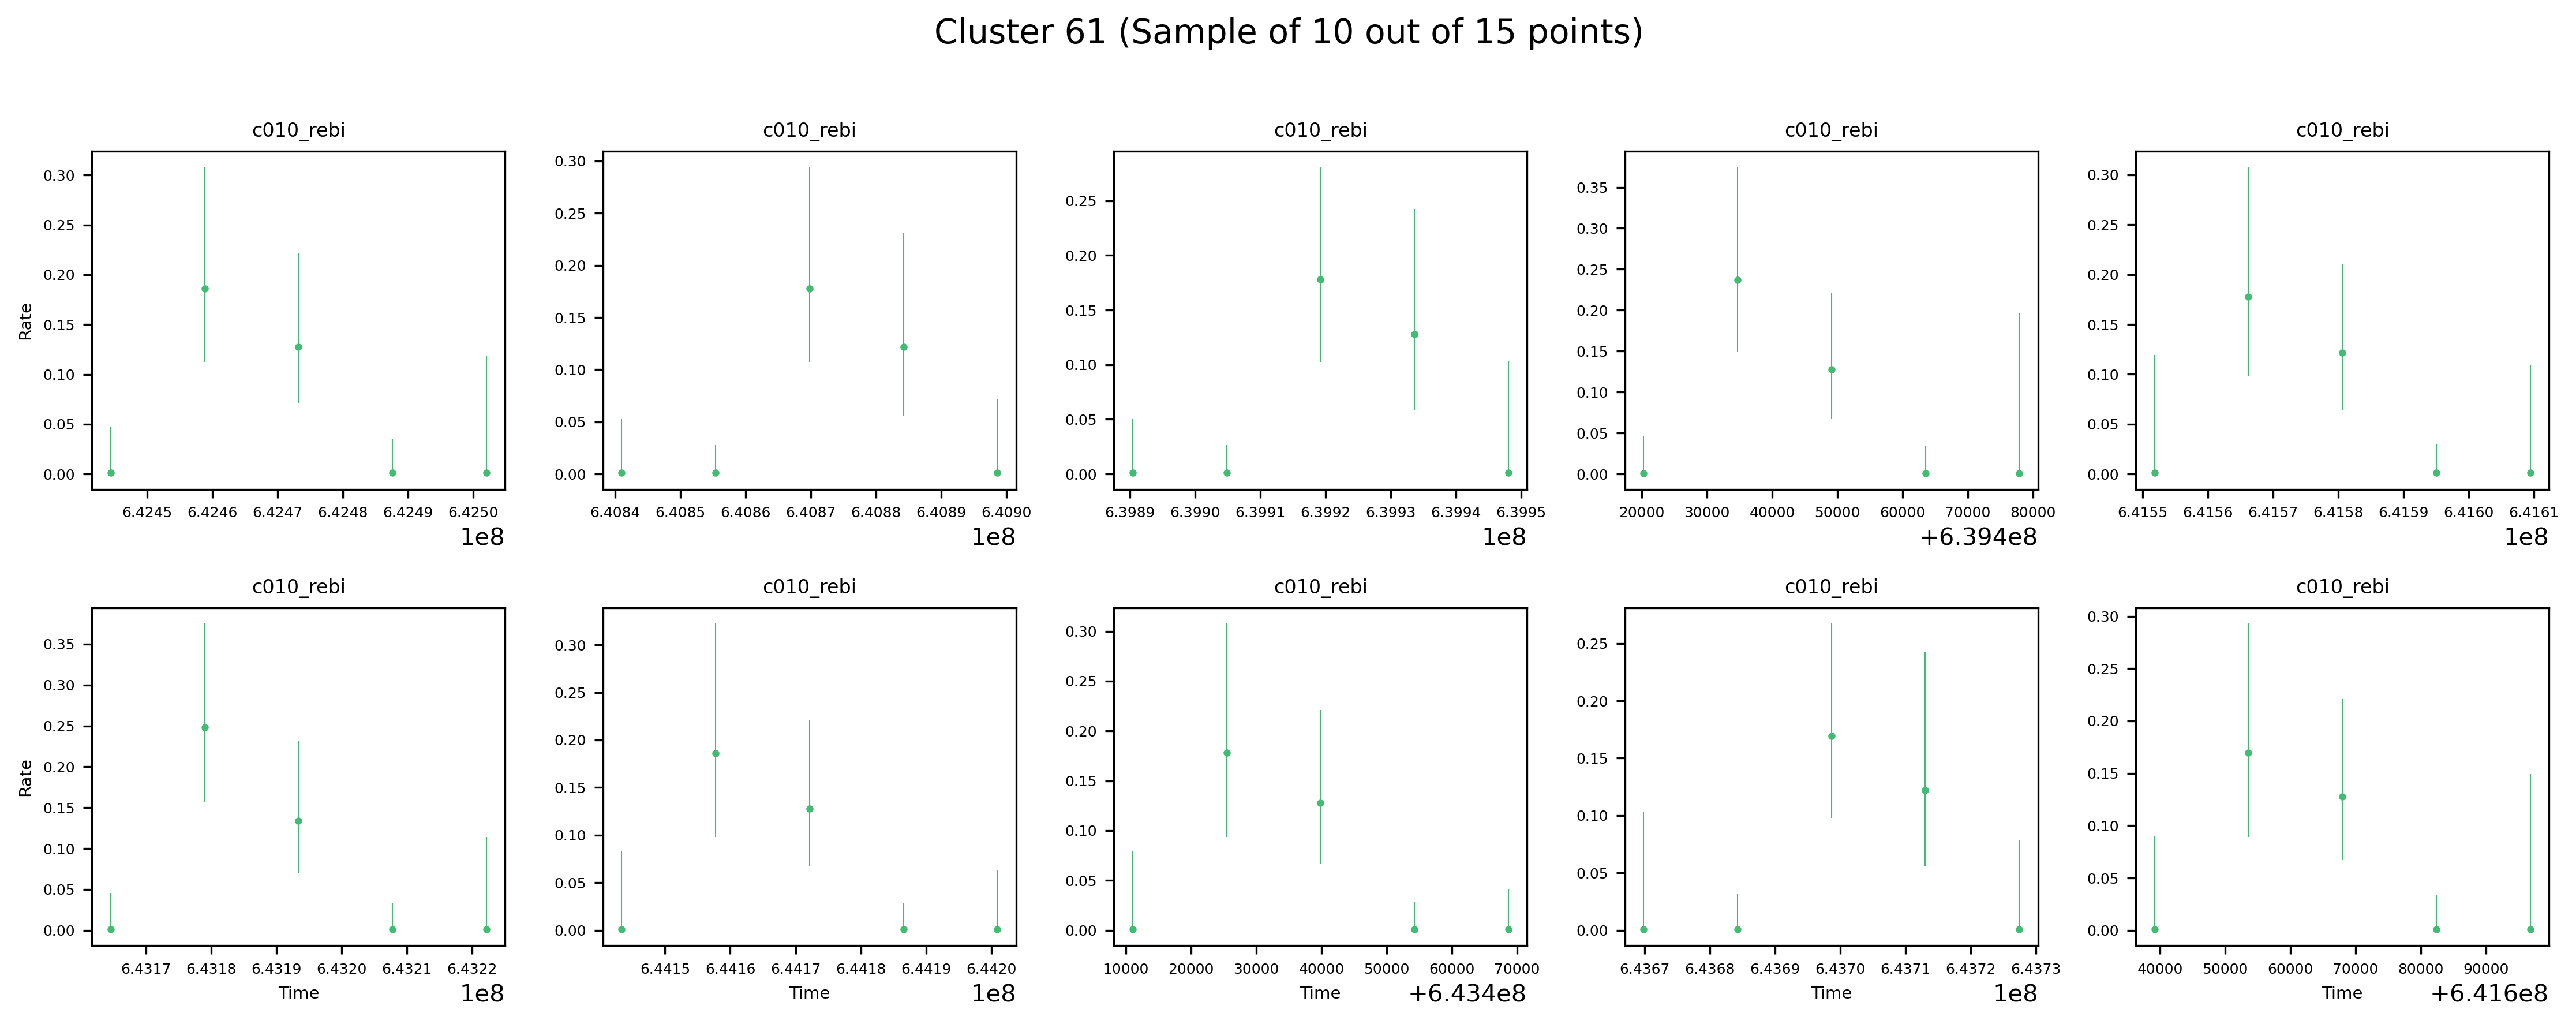 Cluster 61 (Sample of 10 out of 15 points)
c010_rebi c010_rebi c010_rebi c010_rebi c010_rebi
0.30 0.25 0.20 0.15 0.10 0.05 0.00
Rate
6.4245 6.4246 6.4247 6.4248 6.4249 6.4250
1e8
0.30 0.25 0.20 0.15 0.10 0.05 0.00
6.4084 6.4085 6.4086 6.4087 6.4088 6.4089 6.4090
1e8
0.25 0.20 0.15 0.10 0.05 0.00
6.3989 6.3990 6.3991 6.3992 6.3993 6.3994 6.3995
1e8
0.35 0.30 0.25 0.20 0.15 0.10 0.05 0.00
20000 30000 40000 50000 60000 70000 80000
+6.394e8
0.30 0.25 0.20 0.15 0.10 0.05 0.00
6.4155 6.4156 6.4157 6.4158 6.4159 6.4160 6.4161
1e8
c010_rebi c010_rebi c010_rebi c010_rebi c010_rebi
0.35 0.30 0.25 0.20 0.15 0.10 0.05 0.00
Rate
6.4317 6.4318 6.4319 6.4320 6.4321 6.4322
Time 1e8
0.30 0.25 0.20 0.15 0.10 0.05 0.00
6.4415 6.4416 6.4417 6.4418 6.4419 6.4420
Time 1e8
0.30 0.25 0.20 0.15 0.10 0.05 0.00
10000 20000 30000 40000 50000 60000 70000
Time +6.434e8
0.25 0.20 0.15 0.10 0.05 0.00
6.4367 6.4368 6.4369 6.4370 6.4371 6.4372 6.4373
Time 1e8
0.30 0.25 0.20 0.15 0.10 0.05 0.00
40000 50000 60000 70000 80000 90000
Time +6.416e8